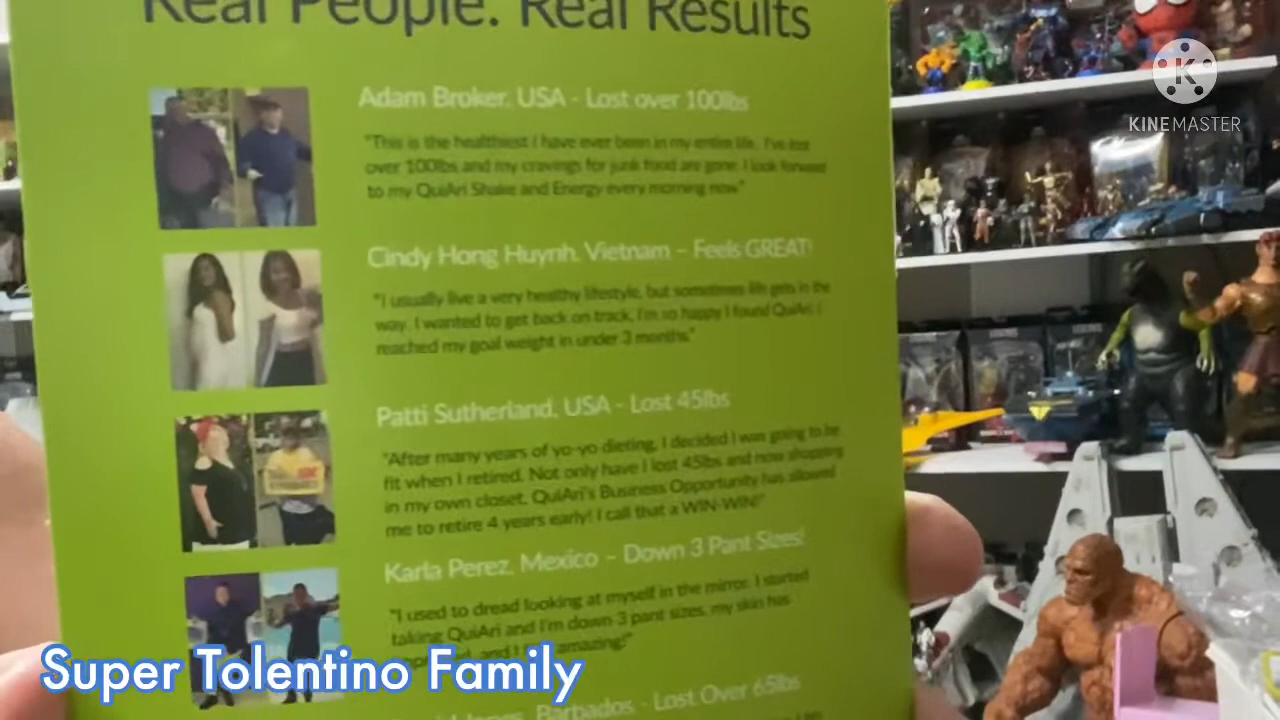 Real People. Real Results
KINEMASTER
Adam Broker, USA - Lost over 100lbs
"This is the healthiest I have ever been in my entire life. I've lost
over 100lbs and my cravings for junk food are gone. I look forward
to my QuiAri Shake and Energy every morning now"
Cindy Hong Huynh, Vietnam – Feels GREAT!
"I usually live a very healthy lifestyle, but sometimes life gets in the
way. I wanted to get back on track, I'm so happy I found QuiAri. I
reached my goal weight in under 3 months."
Patti Sutherland, USA - Lost 45lbs
"After many years of yo-yo dieting, I decided I was going to be
fit when I retired. Not only have I lost 45lbs and now shopping
in my own closet, QuiAri's Business Opportunity has allowed
me to retire 4 years early! I call that a WIN-WIN!"
Karla Perez, Mexico – Down 3 Pant Sizes!
"I used to dread looking at myself in the mirror. I started
taking QuiAri and I'm down 3 pant sizes, my skin has
amazing!"
Super Tolentino Family
Jones, Barbados - Lost Over 65lbs